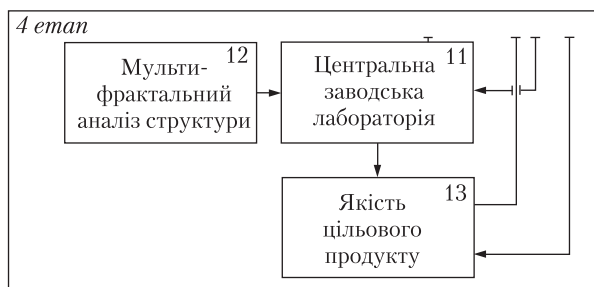 4 етап
12
Мульти-
фрактальний
аналіз структури
11
Центральна
заводська
лабораторія
13
Якість
цільового
продукту